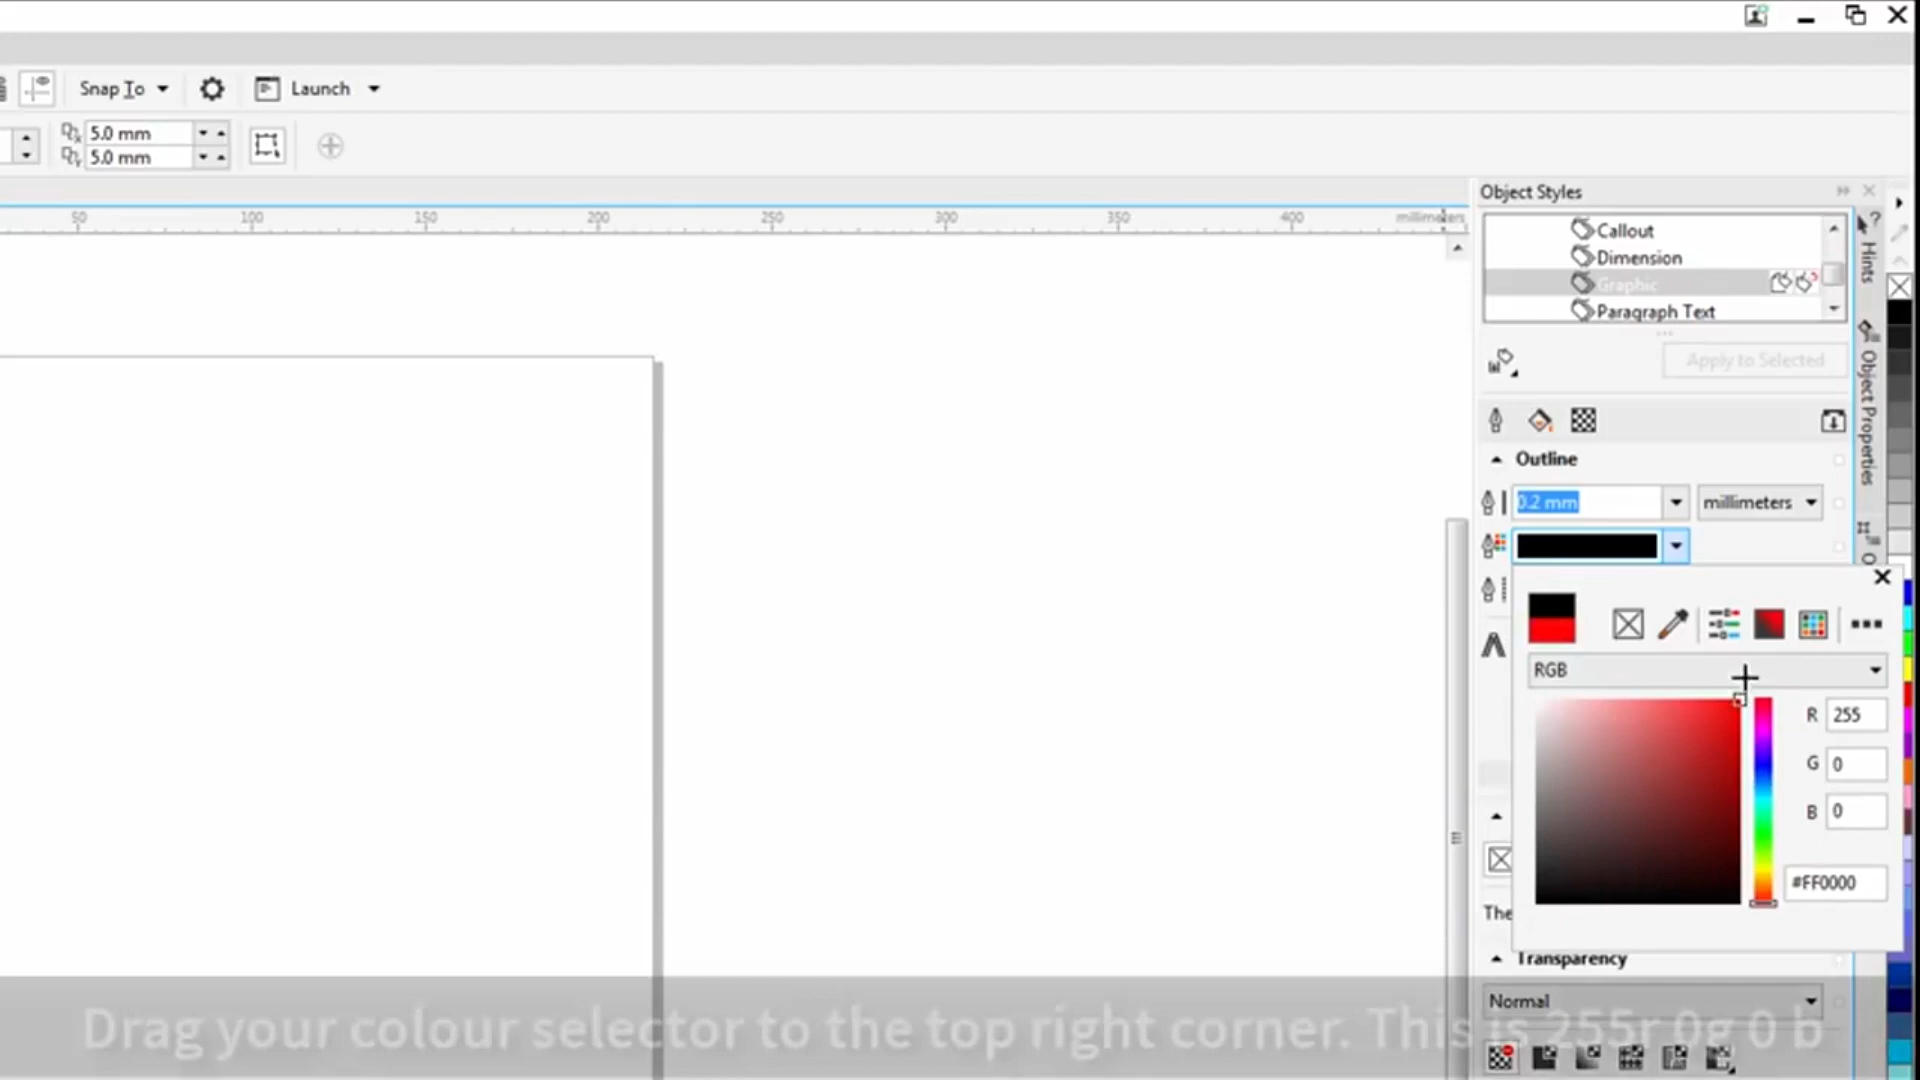 Snap To
Launch
5.0 mm
5.0 mm
50 100 150 200 250 300 350 400 millimeters
Object Styles
Callout
Dimension
Graphic
Paragraph Text
Apply to Selected
Hints
Object Properties
O
Outline
0.2 mm
millimeters
RGB
R 255
G 0
B 0
#FF0000
The
Transparency
Normal
Drag your colour selector to the top right corner. This is 255r 0g 0 b